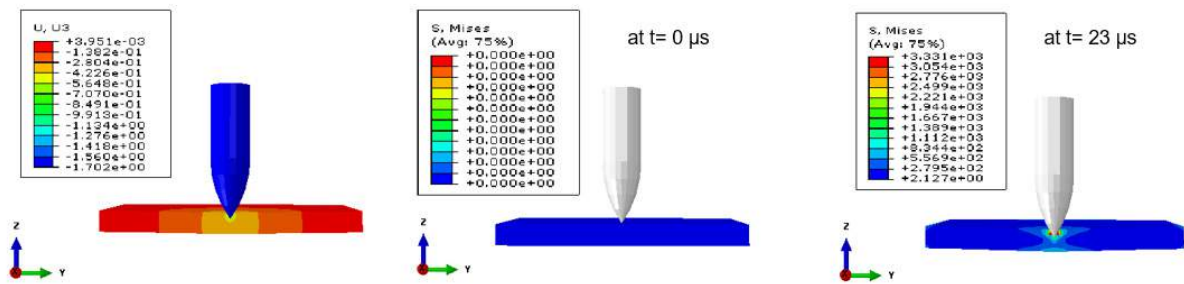 U, U3
+3.951e-03
-1.382e-01
-2.804e-01
-4.226e-01
-5.648e-01
-7.070e-01
-8.491e-01
-9.913e-01
-1.134e+00
-1.276e+00
-1.418e+00
-1.560e+00
-1.702e+00
Z
Y
S, Mises
(Avg: 75%)
+0.000e+00
+0.000e+00
+0.000e+00
+0.000e+00
+0.000e+00
+0.000e+00
+0.000e+00
+0.000e+00
+0.000e+00
+0.000e+00
+0.000e+00
+0.000e+00
+0.000e+00
at t= 0 µs
Z
Y
S, Mises
(Avg: 75%)
+3.331e+03
+3.054e+03
+2.776e+03
+2.499e+03
+2.221e+03
+1.944e+03
+1.667e+03
+1.389e+03
+1.112e+03
+8.344e+02
+5.569e+02
+2.795e+02
+2.127e+00
at t= 23 µs
Z
Y